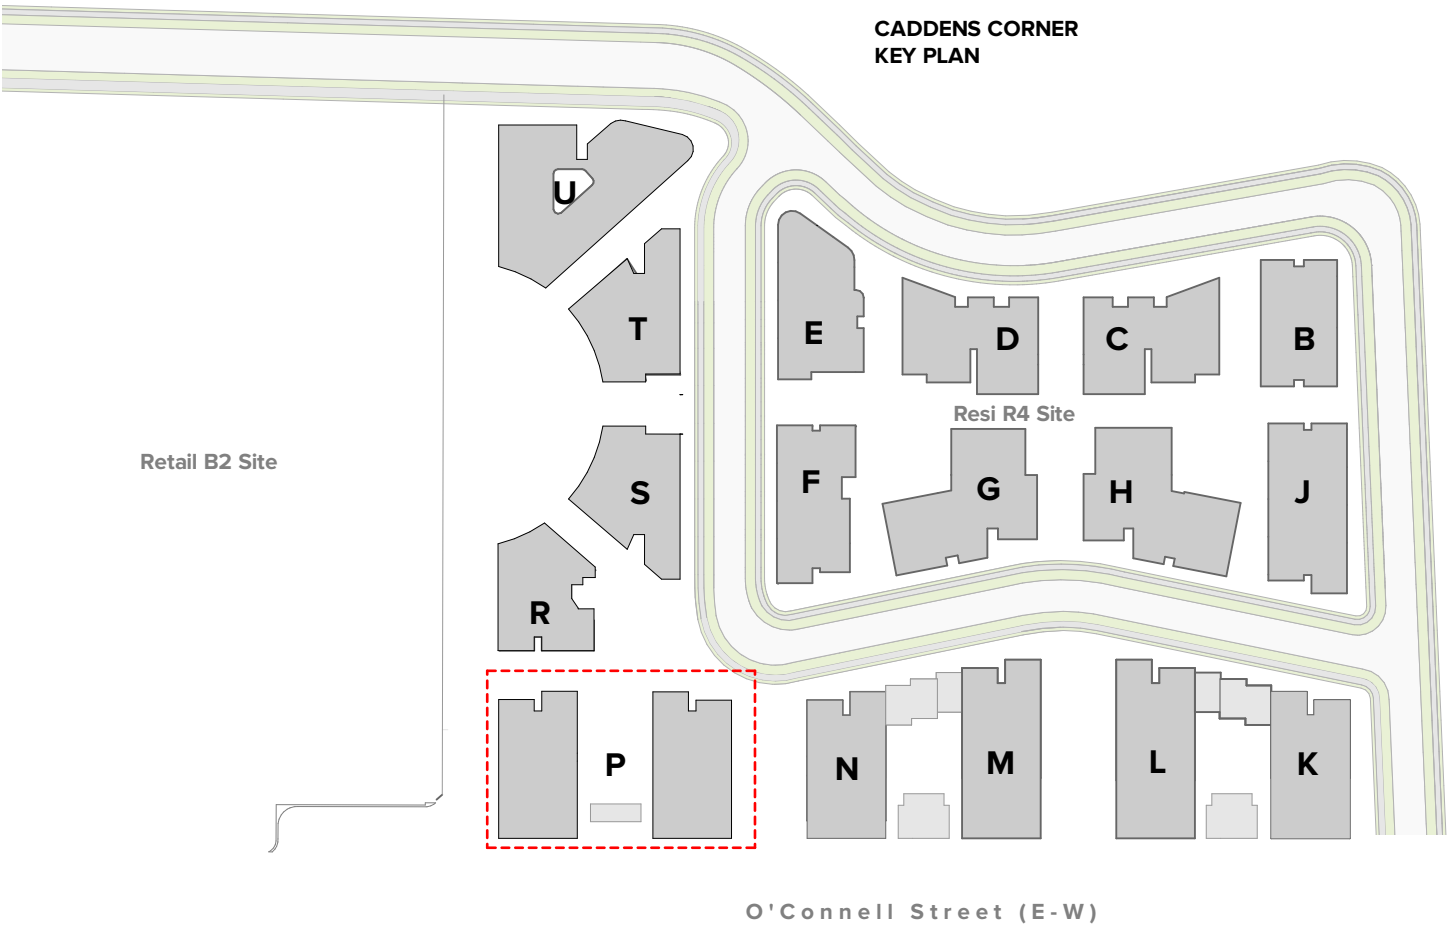 CADDENS CORNER
KEY PLAN
U
T
E
D
C
B
Resi R4 Site
Retail B2 Site
S
F
G
H
J
R
P
N
M
L
K
O'Connell Street (E-W)